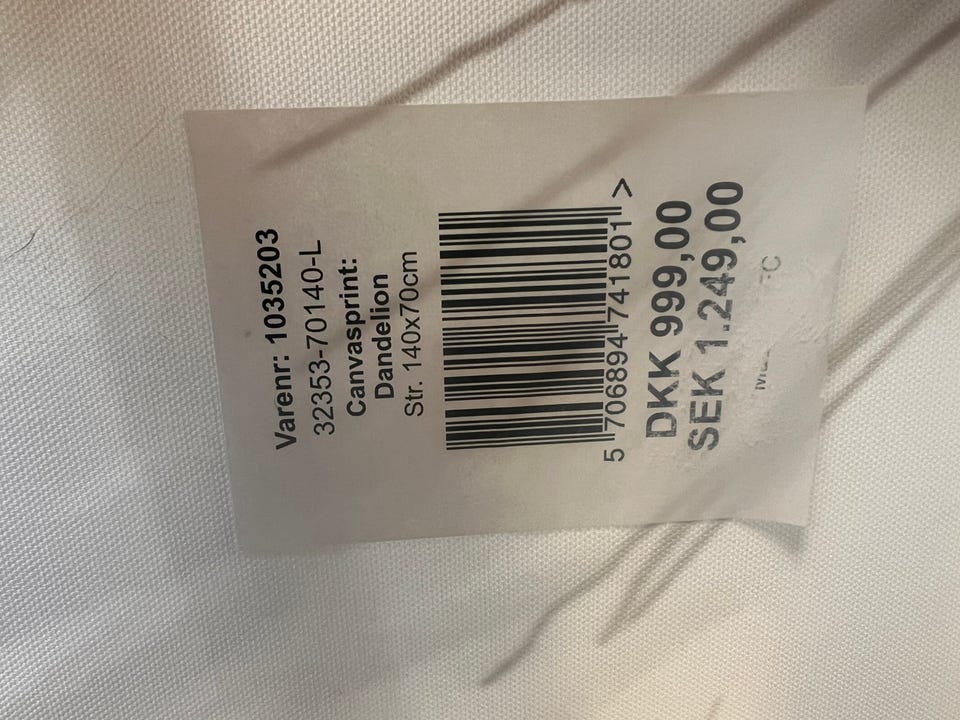 Varenr: 1035203
32353-70140-L
Canvasprint:
Dandelion
Str. 140x70cm
5 706894 741801 >
DKK 999,00
SEK 1.249,00